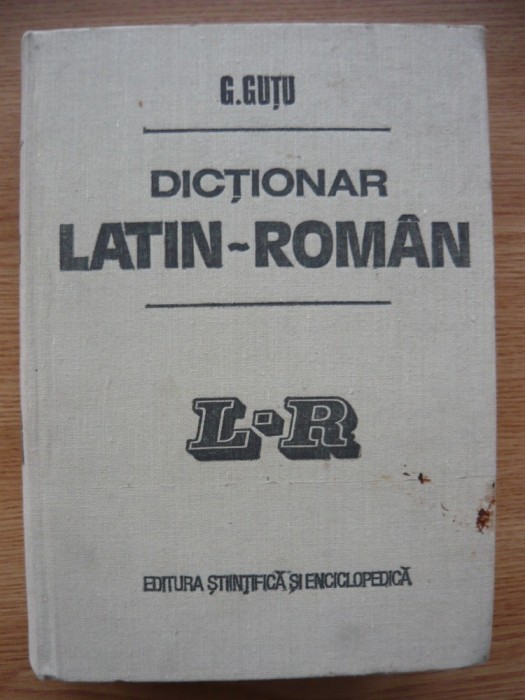 G.GUȚU
DICȚIONAR
LATIN~ROMÂN
L·R
EDITURA ȘTIINȚIFICĂ ȘI ENCICLOPEDICĂ